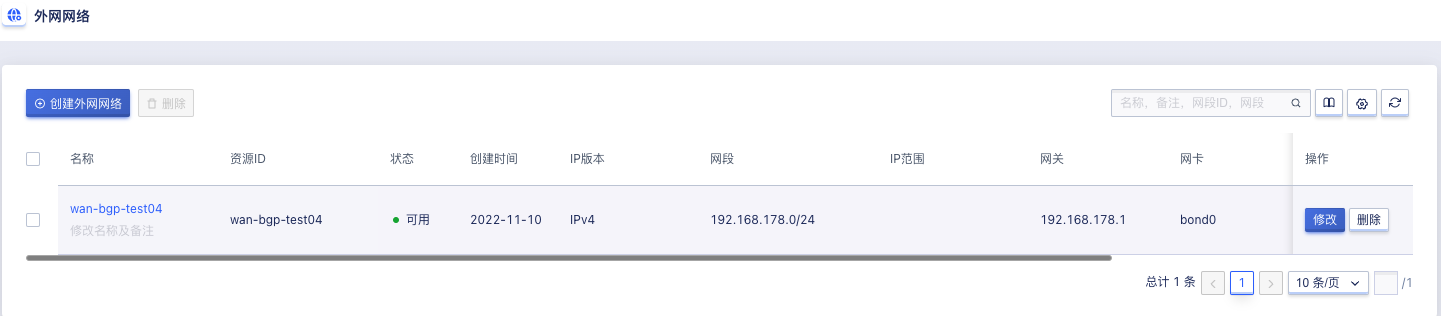 外网网络
创建外网网络 删除 名称，备注，网段ID，网段
名称 资源ID 状态 创建时间 IP版本 网段 IP范围 网关 网卡 操作
wan-bgp-test04
修改名称及备注
wan-bgp-test04 可用 2022-11-10 IPv4 192.168.178.0/24 192.168.178.1 bond0 修改 删除
总计 1 条 1 10 条/页 /1